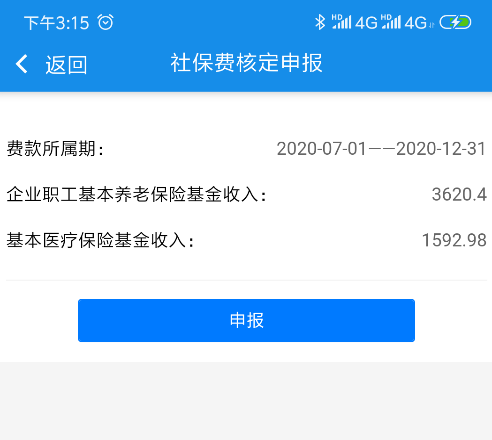 下午3:15 HD 4G HD 4G
返回 社保费核定申报
费款所属期： 2020-07-01——2020-12-31
企业职工基本养老保险基金收入： 3620.4
基本医疗保险基金收入： 1592.98
申报